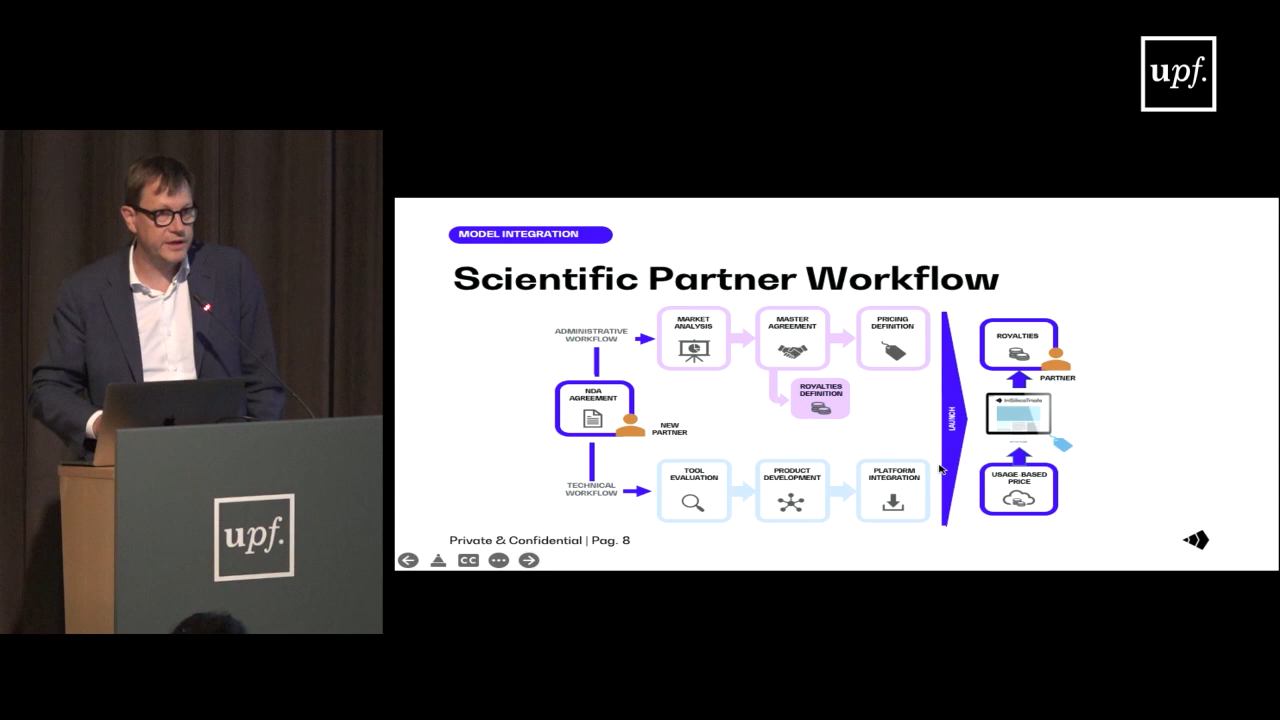 upf.
upf.
MODEL INTEGRATION
Scientific Partner Workflow
ADMINISTRATIVE
WORKFLOW
MARKET
ANALYSIS
MASTER
AGREEMENT
PRICING
DEFINITION
ROYALTIES
DEFINITION
NDA
AGREEMENT
NEW
PARTNER
TECHNICAL
WORKFLOW
TOOL
EVALUATION
PRODUCT
DEVELOPMENT
PLATFORM
INTEGRATION
LAUNCH
ROYALTIES
PARTNER
InSilicoTrials
USAGE-BASED
PRICE
Private & Confidential | Pag. 8
CC